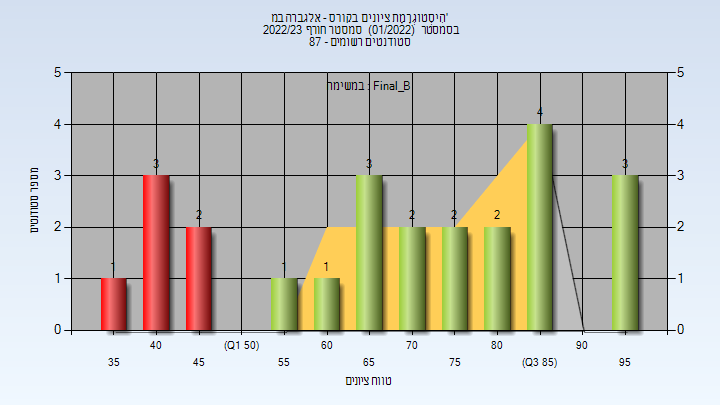 היסטוגרמת ציונים בקורס - אלגברה במ'
בסמסטר (01/2022) סמסטר חורף 2022/23
סטודנטים רשומים - 87
במשימה : Final_B
מספר סטודנטים
5 5
4 4
3 3
2 2
1 1
0 0
1 3 2 1 1 3 2 2 2 4 3
40 (Q1 50) 60 70 80 90
35 45 55 65 75 (Q3 85) 95
טווח ציונים